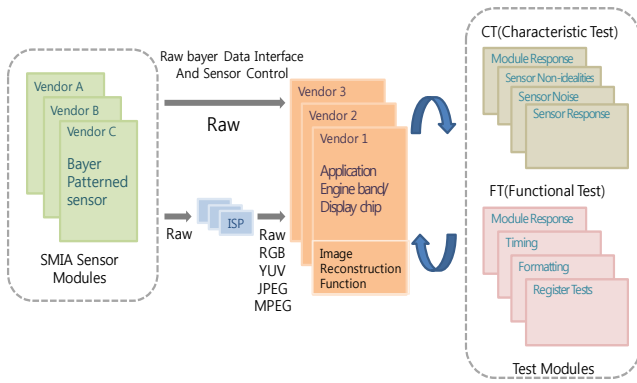 Raw bayer Data Interface
And Sensor Control
Raw
Vendor A
Vendor B
Vendor C
Bayer
Patterned
sensor
SMIA Sensor
Modules
Raw
ISP
Raw
RGB
YUV
JPEG
MPEG
Vendor 3
Vendor 2
Vendor 1
Application
Engine band/
Display chip
Image
Reconstruction
Function
CT(Characteristic Test)
Module Response
Sensor Non-idealities
Sensor Noise
Sensor Response
FT(Functional Test)
Module Response
Timing
Formatting
Register Tests
Test Modules